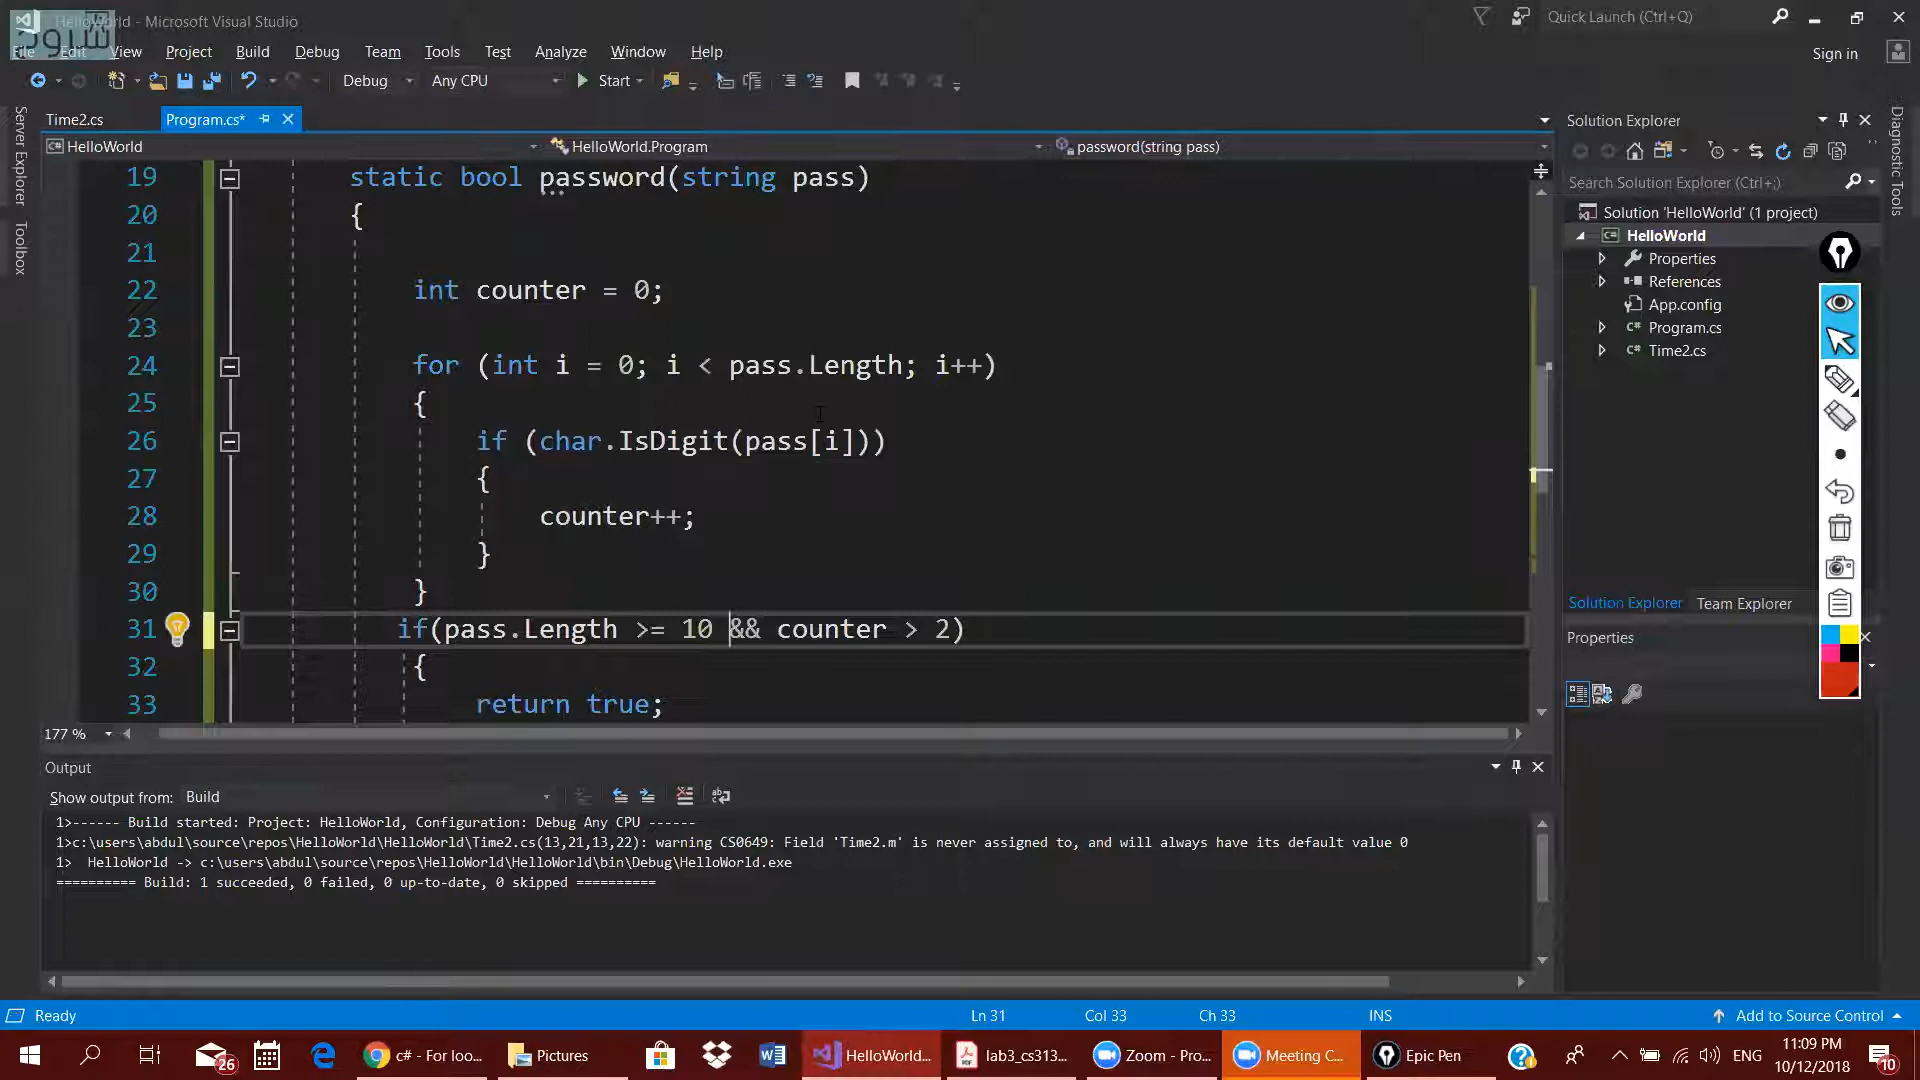 HelloWorld - Microsoft Visual Studio
Quick Launch (Ctrl+Q)
File Edit View Project Build Debug Team Tools Test Analyze Window Help
Sign in
Debug Any CPU Start
Server Explorer
Toolbox
Time2.cs Program.cs*
HelloWorld HelloWorld.Program password(string pass)
19 static bool password(string pass)
20 {
21
22 int counter = 0;
23
24 for (int i = 0; i < pass.Length; i++)
25 {
26 if (char.IsDigit(pass[i]))
27 {
28 counter++;
29 }
30 }
31 if(pass.Length >= 10 && counter > 2)
32 {
33 return true;
177 %
Output
Show output from: Build
1>------ Build started: Project: HelloWorld, Configuration: Debug Any CPU ------
1>c:\users\abdul\source\repos\HelloWorld\HelloWorld\Time2.cs(13,21,13,22): warning CS0649: Field 'Time2.m' is never assigned to, and will always have its default value 0
1>  HelloWorld -> c:\users\abdul\source\repos\HelloWorld\HelloWorld\bin\Debug\HelloWorld.exe
========== Build: 1 succeeded, 0 failed, 0 up-to-date, 0 skipped ==========
Solution Explorer
Search Solution Explorer (Ctrl+;)
Solution 'HelloWorld' (1 project)
HelloWorld
Properties
References
App.config
Program.cs
Time2.cs
Solution Explorer Team Explorer
Properties
Diagnostic Tools
Ready Ln 31 Col 33 Ch 33 INS Add to Source Control
26 c# - For loo... Pictures HelloWorld... lab3_cs313... Zoom - Pro... Meeting C... Epic Pen ENG 11:09 PM
10/12/2018 10